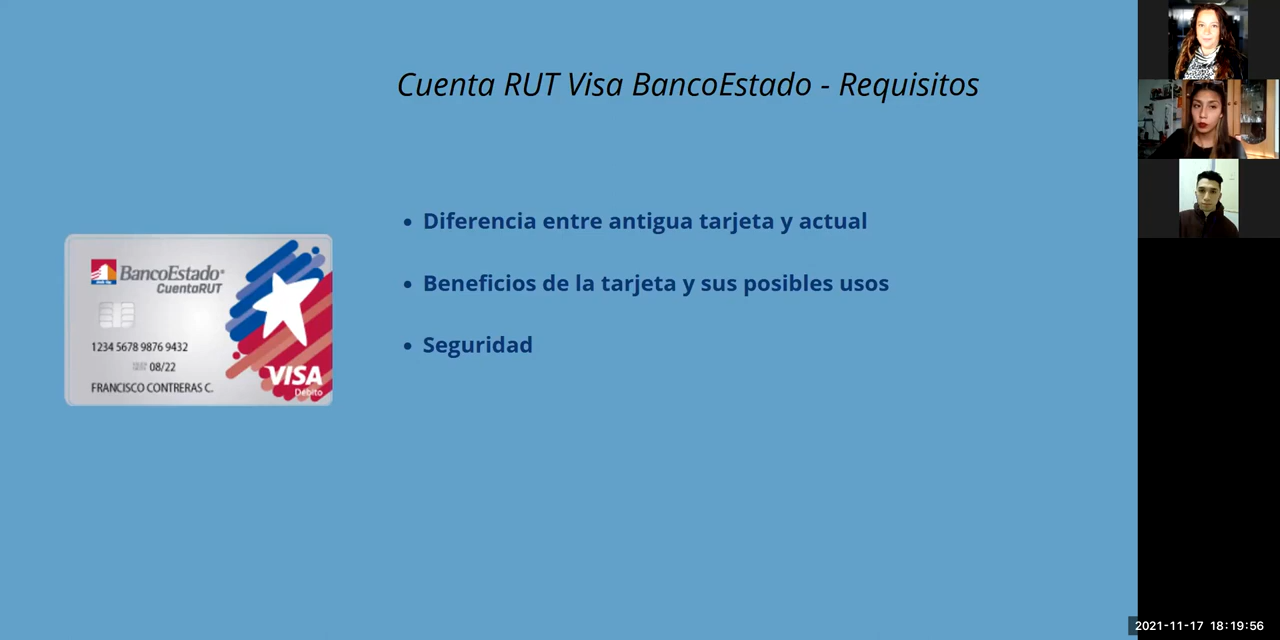 Cuenta RUT Visa BancoEstado - Requisitos
• Diferencia entre antigua tarjeta y actual
• Beneficios de la tarjeta y sus posibles usos
• Seguridad
BancoEstado®
CuentaRUT
1234 5678 9876 9432
08/22
FRANCISCO CONTRERAS C.
VISA
Débito
2021-11-17 18:19:56